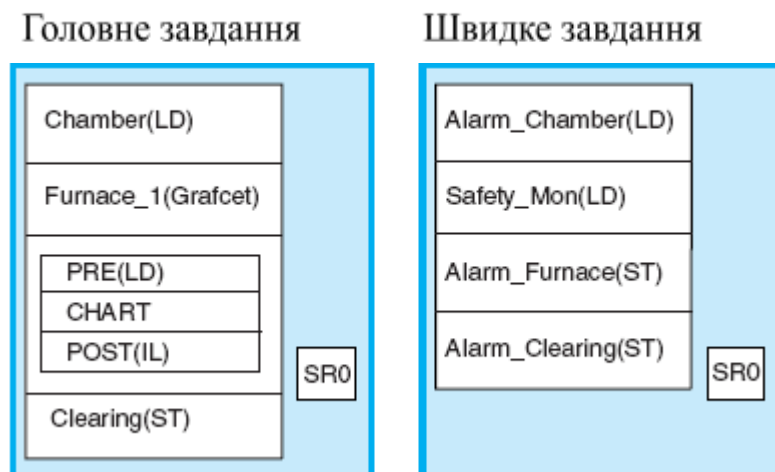 Головне завдання
Chamber(LD)
Furnace_1(Grafcet)
PRE(LD)
CHART
POST(IL)
SR0
Clearing(ST)
Швидке завдання
Alarm_Chamber(LD)
Safety_Mon(LD)
Alarm_Furnace(ST)
Alarm_Clearing(ST)
SR0